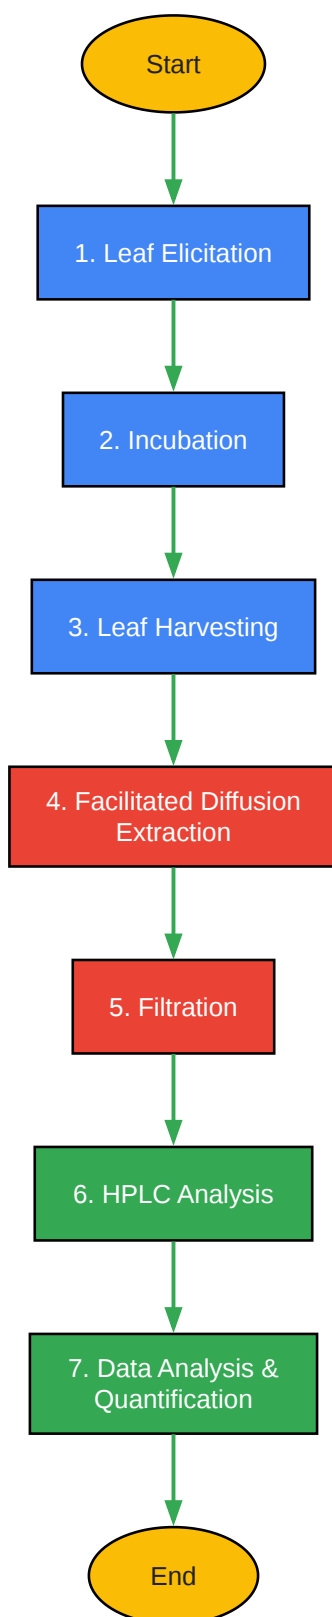 Start
1. Leaf Elicitation
2. Incubation
3. Leaf Harvesting
4. Facilitated Diffusion
Extraction
5. Filtration
6. HPLC Analysis
7. Data Analysis &
Quantification
End